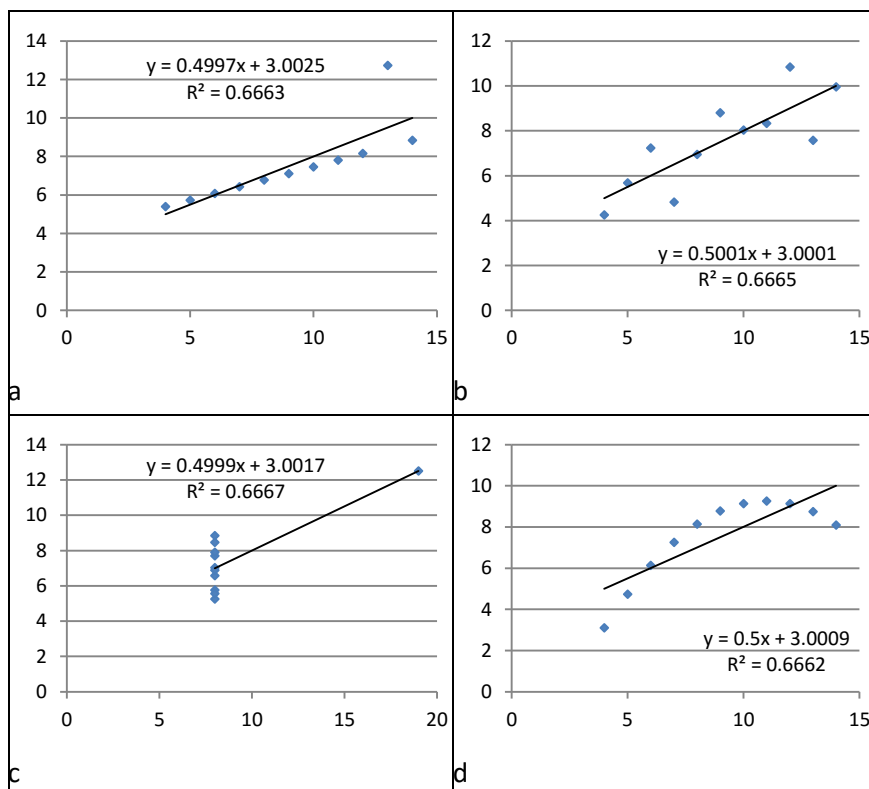 14
12
10
8
6
4
2
0
0 5 10 15
y = 0.4997x + 3.0025
R² = 0.6663
a
12
10
8
6
4
2
0
0 5 10 15
y = 0.5001x + 3.0001
R² = 0.6665
b
14
12
10
8
6
4
2
0
0 5 10 15 20
y = 0.4999x + 3.0017
R² = 0.6667
c
12
10
8
6
4
2
0
0 5 10 15
y = 0.5x + 3.0009
R² = 0.6662
d